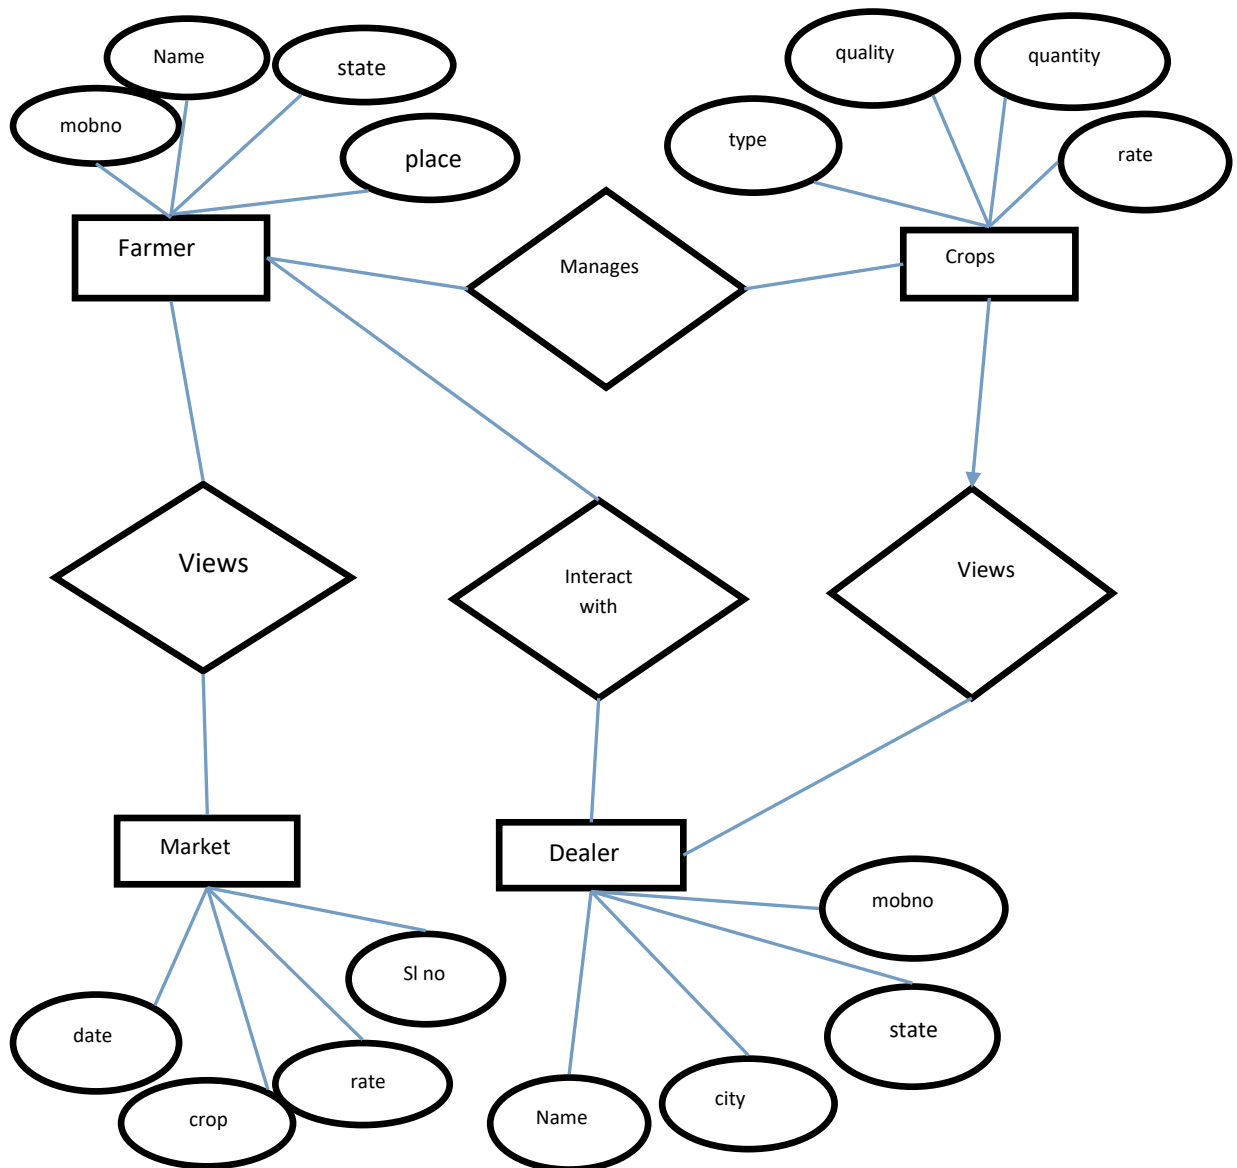 Name
state
quality
quantity
mobno
type
rate
place
Farmer
Manages
Crops
Views
Interact
with
Views
Market
Dealer
mobno
Sl no
date
rate
state
crop
Name
city